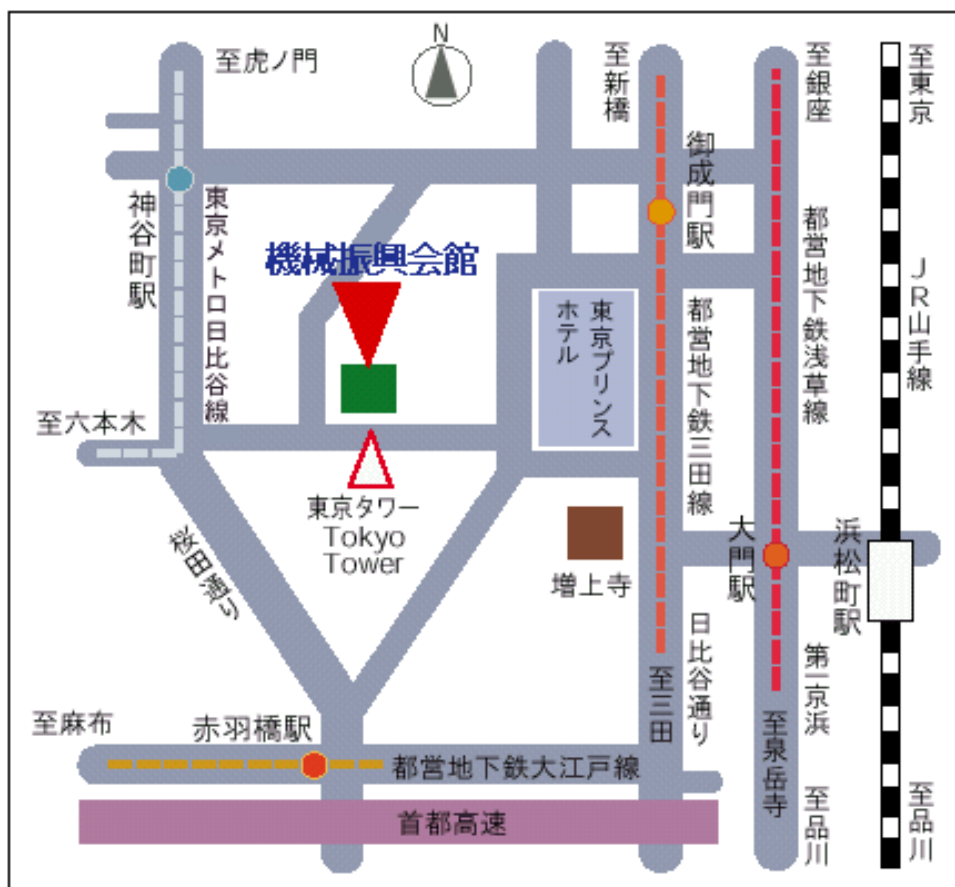 N
至虎ノ門
至新橋
至銀座
至東京
御成門駅
神谷町駅
東京メトロ日比谷線
機械振興会館
都営地下鉄浅草線
JR山手線
東京プリンス
ホテル
都営地下鉄三田線
至六本木
東京タワー
Tokyo
Tower
増上寺
大門駅
浜松町駅
桜田通り
日比谷通り
第一京浜
至三田
至麻布
赤羽橋駅
都営地下鉄大江戸線
至泉岳寺
首都高速
至品川
至品川